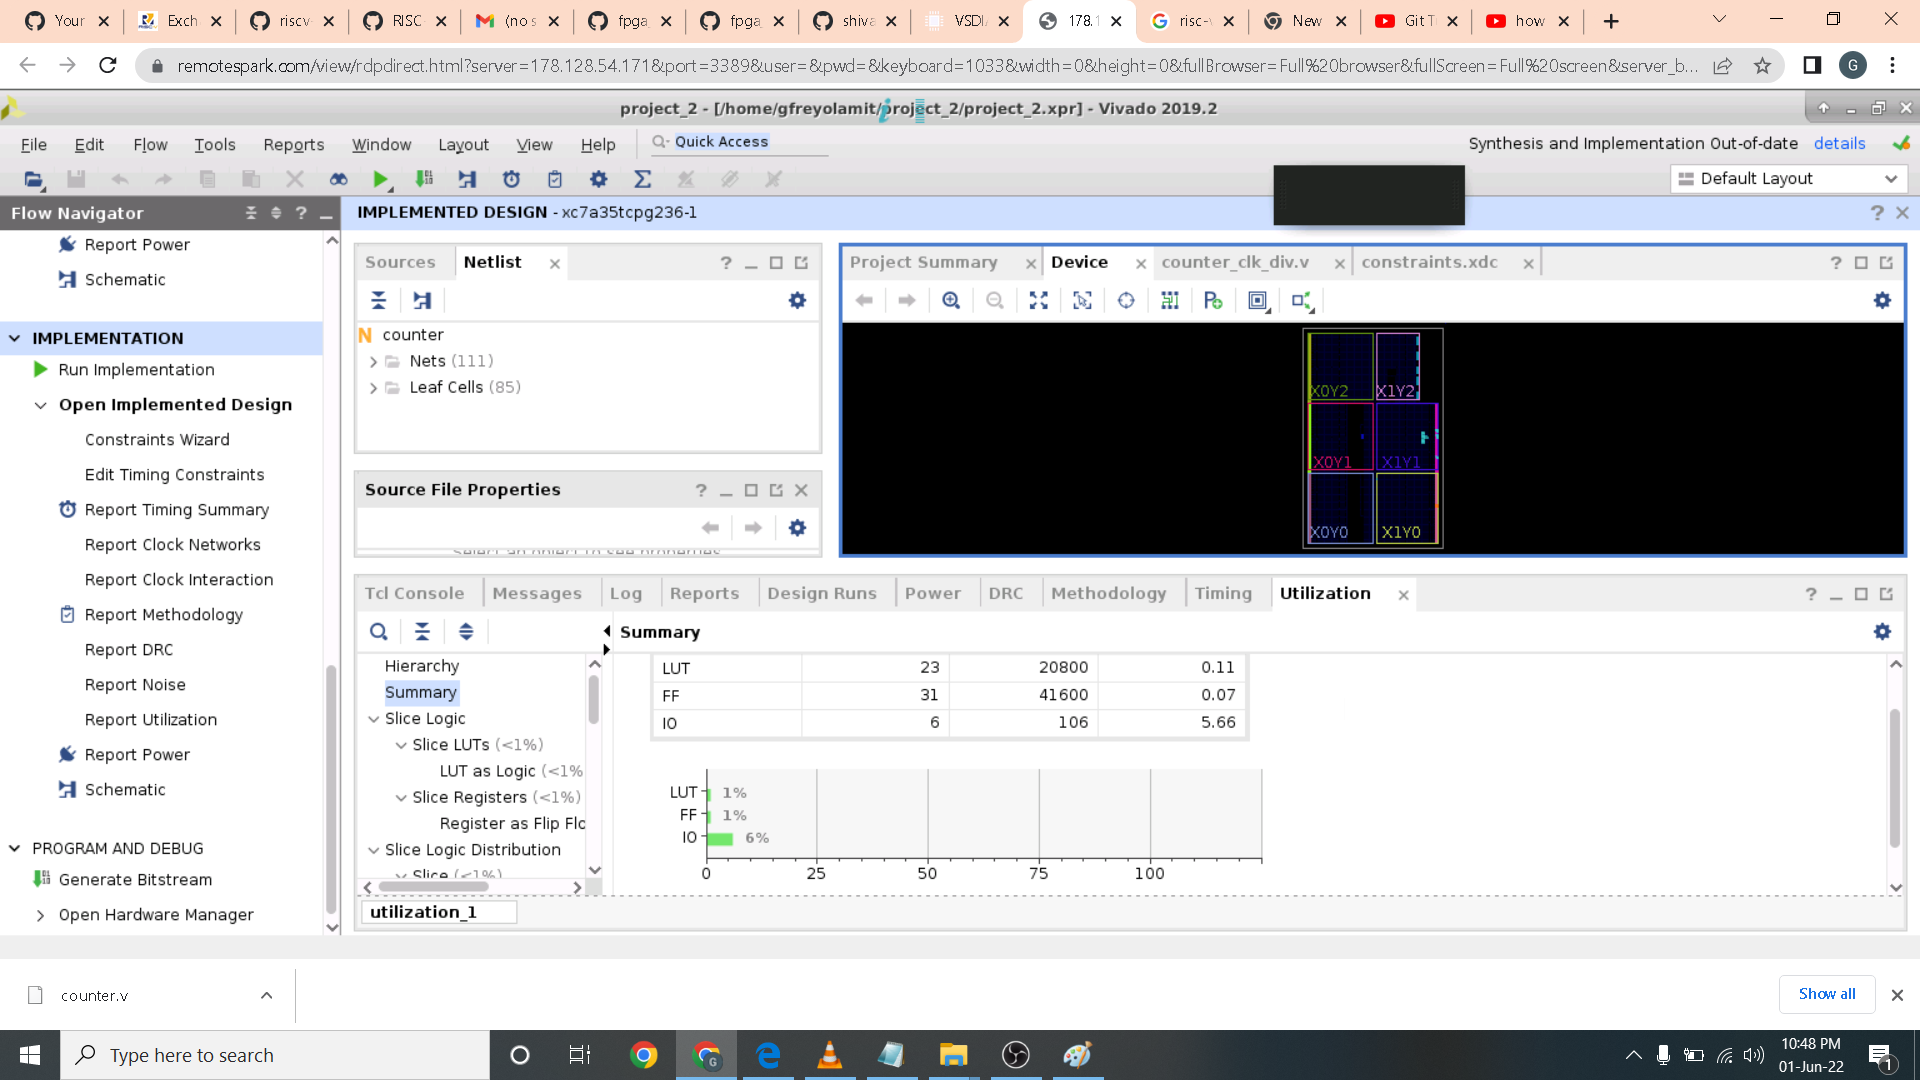 Your
Exch
riscv-
RISC-
(no s
fpga_
fpga_
shiva
VSDI
178.1
risc-v
New
Git T
how
remotespark.com/view/rdpdirect.html?server=178.128.54.171&port=3389&user=&pwd=&keyboard=1033&width=0&height=0&fullBrowser=Full%20browser&fullScreen=Full%20screen&server_b...
G
project_2 - [/home/gfreyolamit/project_2/project_2.xpr] - Vivado 2019.2
File Edit Flow Tools Reports Window Layout View Help
Quick Access
Synthesis and Implementation Out-of-date details
Default Layout
Flow Navigator
IMPLEMENTED DESIGN - xc7a35tcpg236-1
Report Power
Schematic
IMPLEMENTATION
Run Implementation
Open Implemented Design
Constraints Wizard
Edit Timing Constraints
Report Timing Summary
Report Clock Networks
Report Clock Interaction
Report Methodology
Report DRC
Report Noise
Report Utilization
Report Power
Schematic
PROGRAM AND DEBUG
Generate Bitstream
Open Hardware Manager
Sources Netlist
N counter
Nets (111)
Leaf Cells (85)
Source File Properties
Select an object to see properties
Project Summary Device counter_clk_div.v constraints.xdc
X0Y2 X1Y2
X0Y1 X1Y1
X0Y0 X1Y0
Tcl Console Messages Log Reports Design Runs Power DRC Methodology Timing Utilization
Hierarchy
Summary
Slice Logic
Slice LUTs (<1%)
LUT as Logic (<1%
Slice Registers (<1%)
Register as Flip Flo
Slice Logic Distribution
Slice (<1%)
Summary
LUT 23 20800 0.11
FF 31 41600 0.07
IO 6 106 5.66
LUT 1%
FF 1%
IO 6%
0 25 50 75 100
utilization_1
counter.v
Show all
Type here to search
G
10:48 PM
01-Jun-22
1